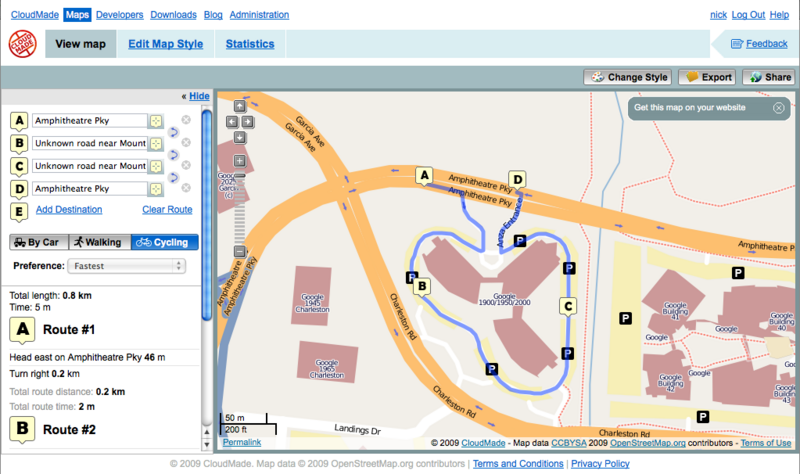 CloudMade Maps Developers Downloads Blog Administration
nick Log Out Help
CLOUD MADE
View map Edit Map Style Statistics
Feedback
Change Style Export Share
« Hide
A Amphitheatre Pky
B Unknown road near Mount
C Unknown road near Mount
D Amphitheatre Pky
E Add Destination Clear Route
By Car Walking Cycling
Preference: Fastest
Total length: 0.8 km
Time: 5 m
A Route #1
Head east on Amphitheatre Pky 46 m
Turn right 0.2 km
Total route distance: 0.2 km
Total route time: 2 m
B Route #2
Get this map on your website
Garcia Ave
Garcia Ave
A
D
Amphitheatre Pky
Amphitheatre Pky
Amphitheatre Pky
Amphitheatre P
P
P
P
P
P
P
P
P
B
C
Google
1900/1950/2000
Google
1945
Charleston
Google
1965
Charleston
Charleston Rd
Charleston Rd
Charleston Rd
Landings Dr
Google
Building
41
Google
Building
40
Google
Building
42
Google
Building
43
Google
Google
50 m
200 ft
Permalink
© 2009 CloudMade - Map data CCBYSA 2009 OpenStreetMap.org contributors - Terms of Use
© 2009 CloudMade. Map data © 2009 OpenStreetMap.org contributors | Terms and Conditions | Privacy Policy